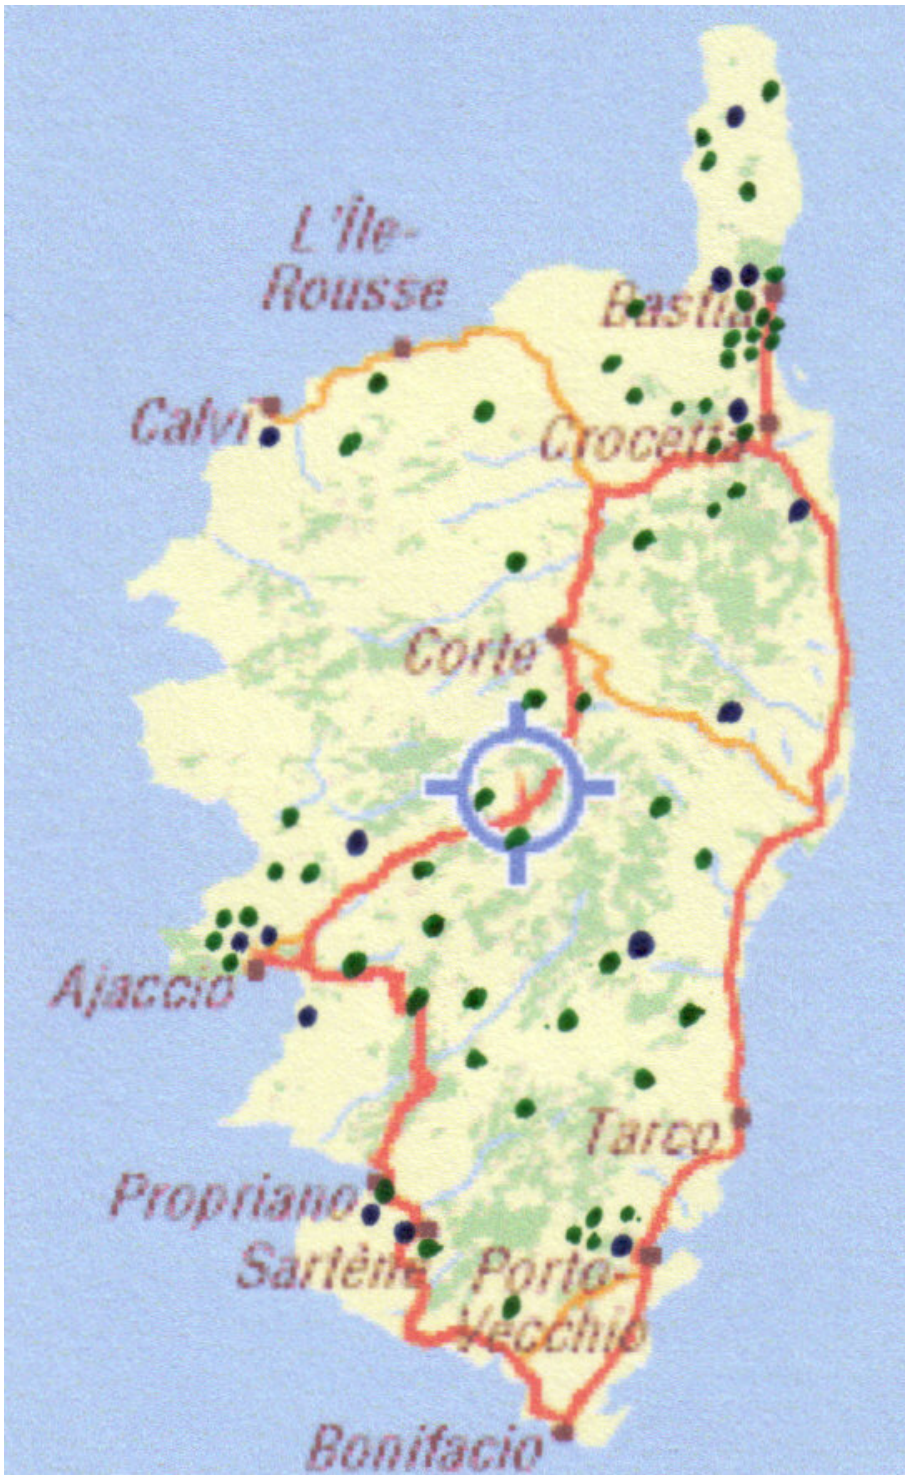 L'Île-
Rousse
Bastia
Calvi
Crocetta
Corte
Ajaccio
Tarco
Propriano
Sartène
Porto-
Vecchio
Bonifacio